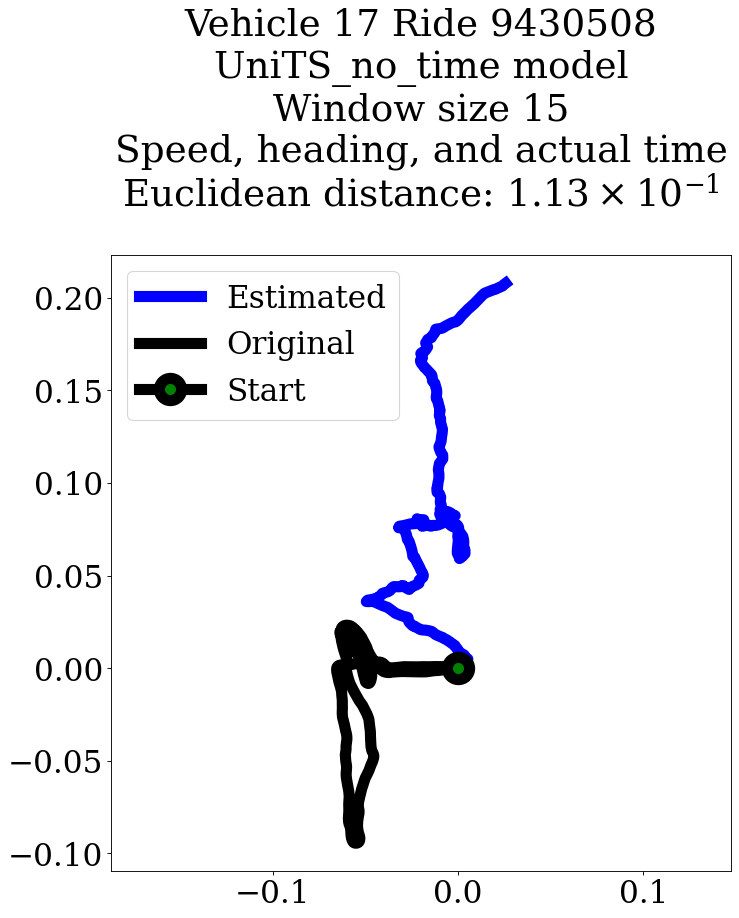 Vehicle 17 Ride 9430508
UniTS_no_time model
Window size 15
Speed, heading, and actual time
Euclidean distance: 1.13 × 10⁻¹
Estimated
Original
Start
0.20
0.15
0.10
0.05
0.00
−0.05
−0.10
−0.1
0.0
0.1